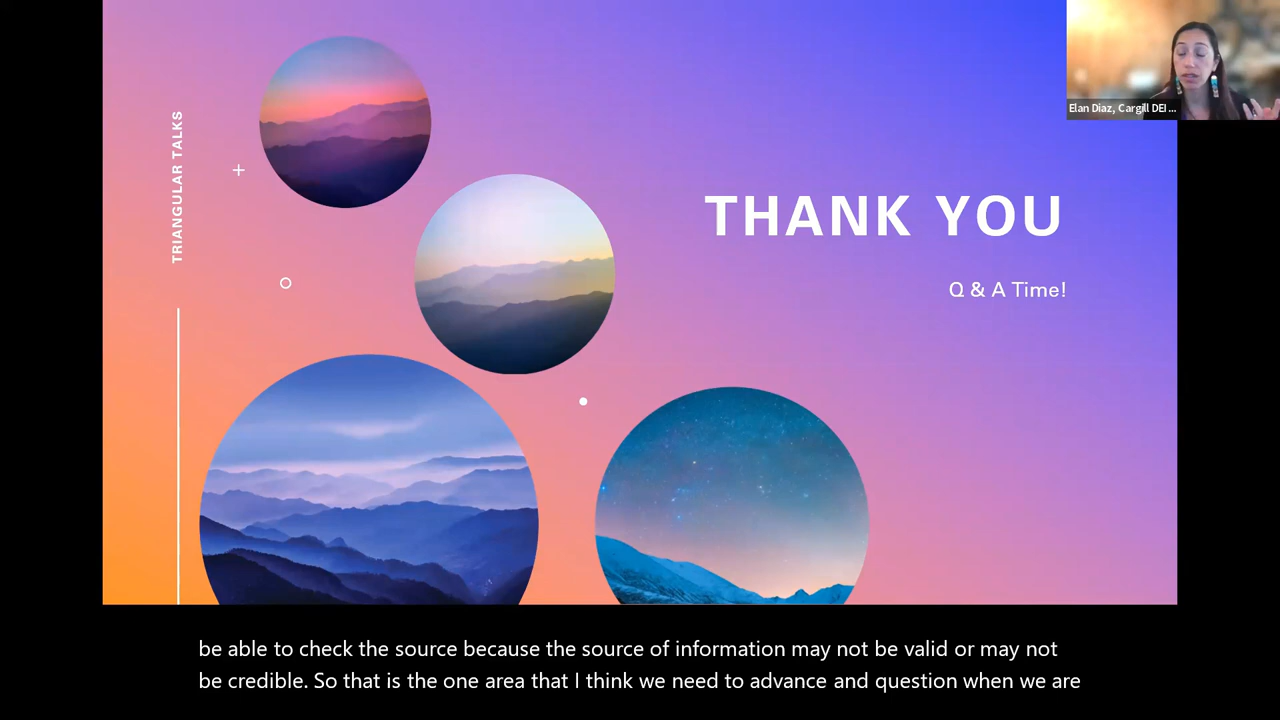 TRIANGULAR TALKS
THANK YOU
Q & A Time!
Elan Diaz, Cargill DEI ...
be able to check the source because the source of information may not be valid or may not
be credible. So that is the one area that I think we need to advance and question when we are